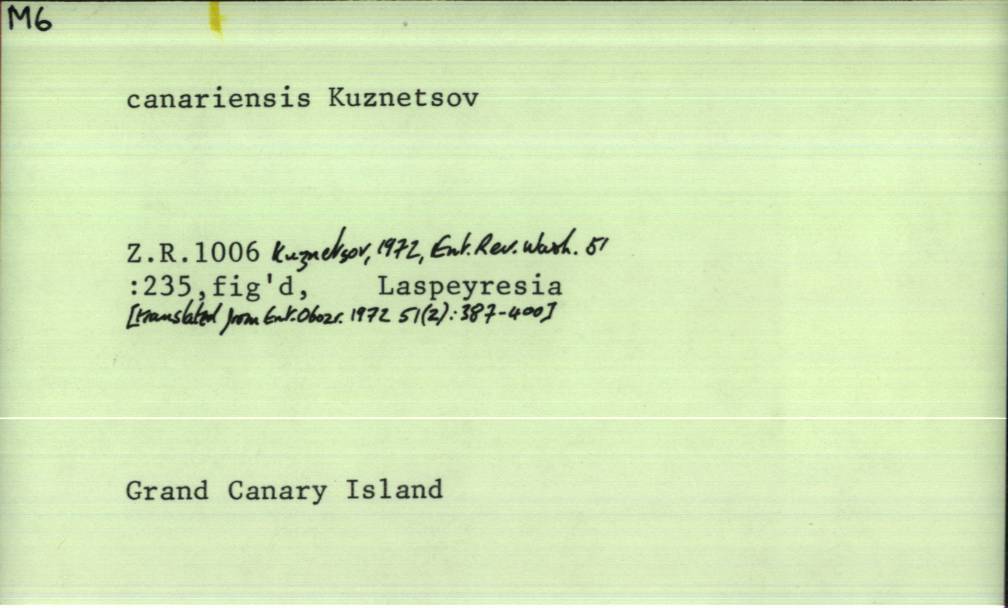 M6
canariensis Kuznetsov
Z.R.1006 Kuznetsov, 1972, Ent. Rev. Wash. 51
:235,fig'd, Laspeyresia
[translated from Ent. Obozr. 1972 51(2):387-400]
Grand Canary Island